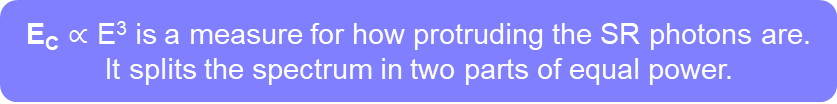 E_C ∝ E³ is a measure for how protruding the SR photons are.
It splits the spectrum in two parts of equal power.